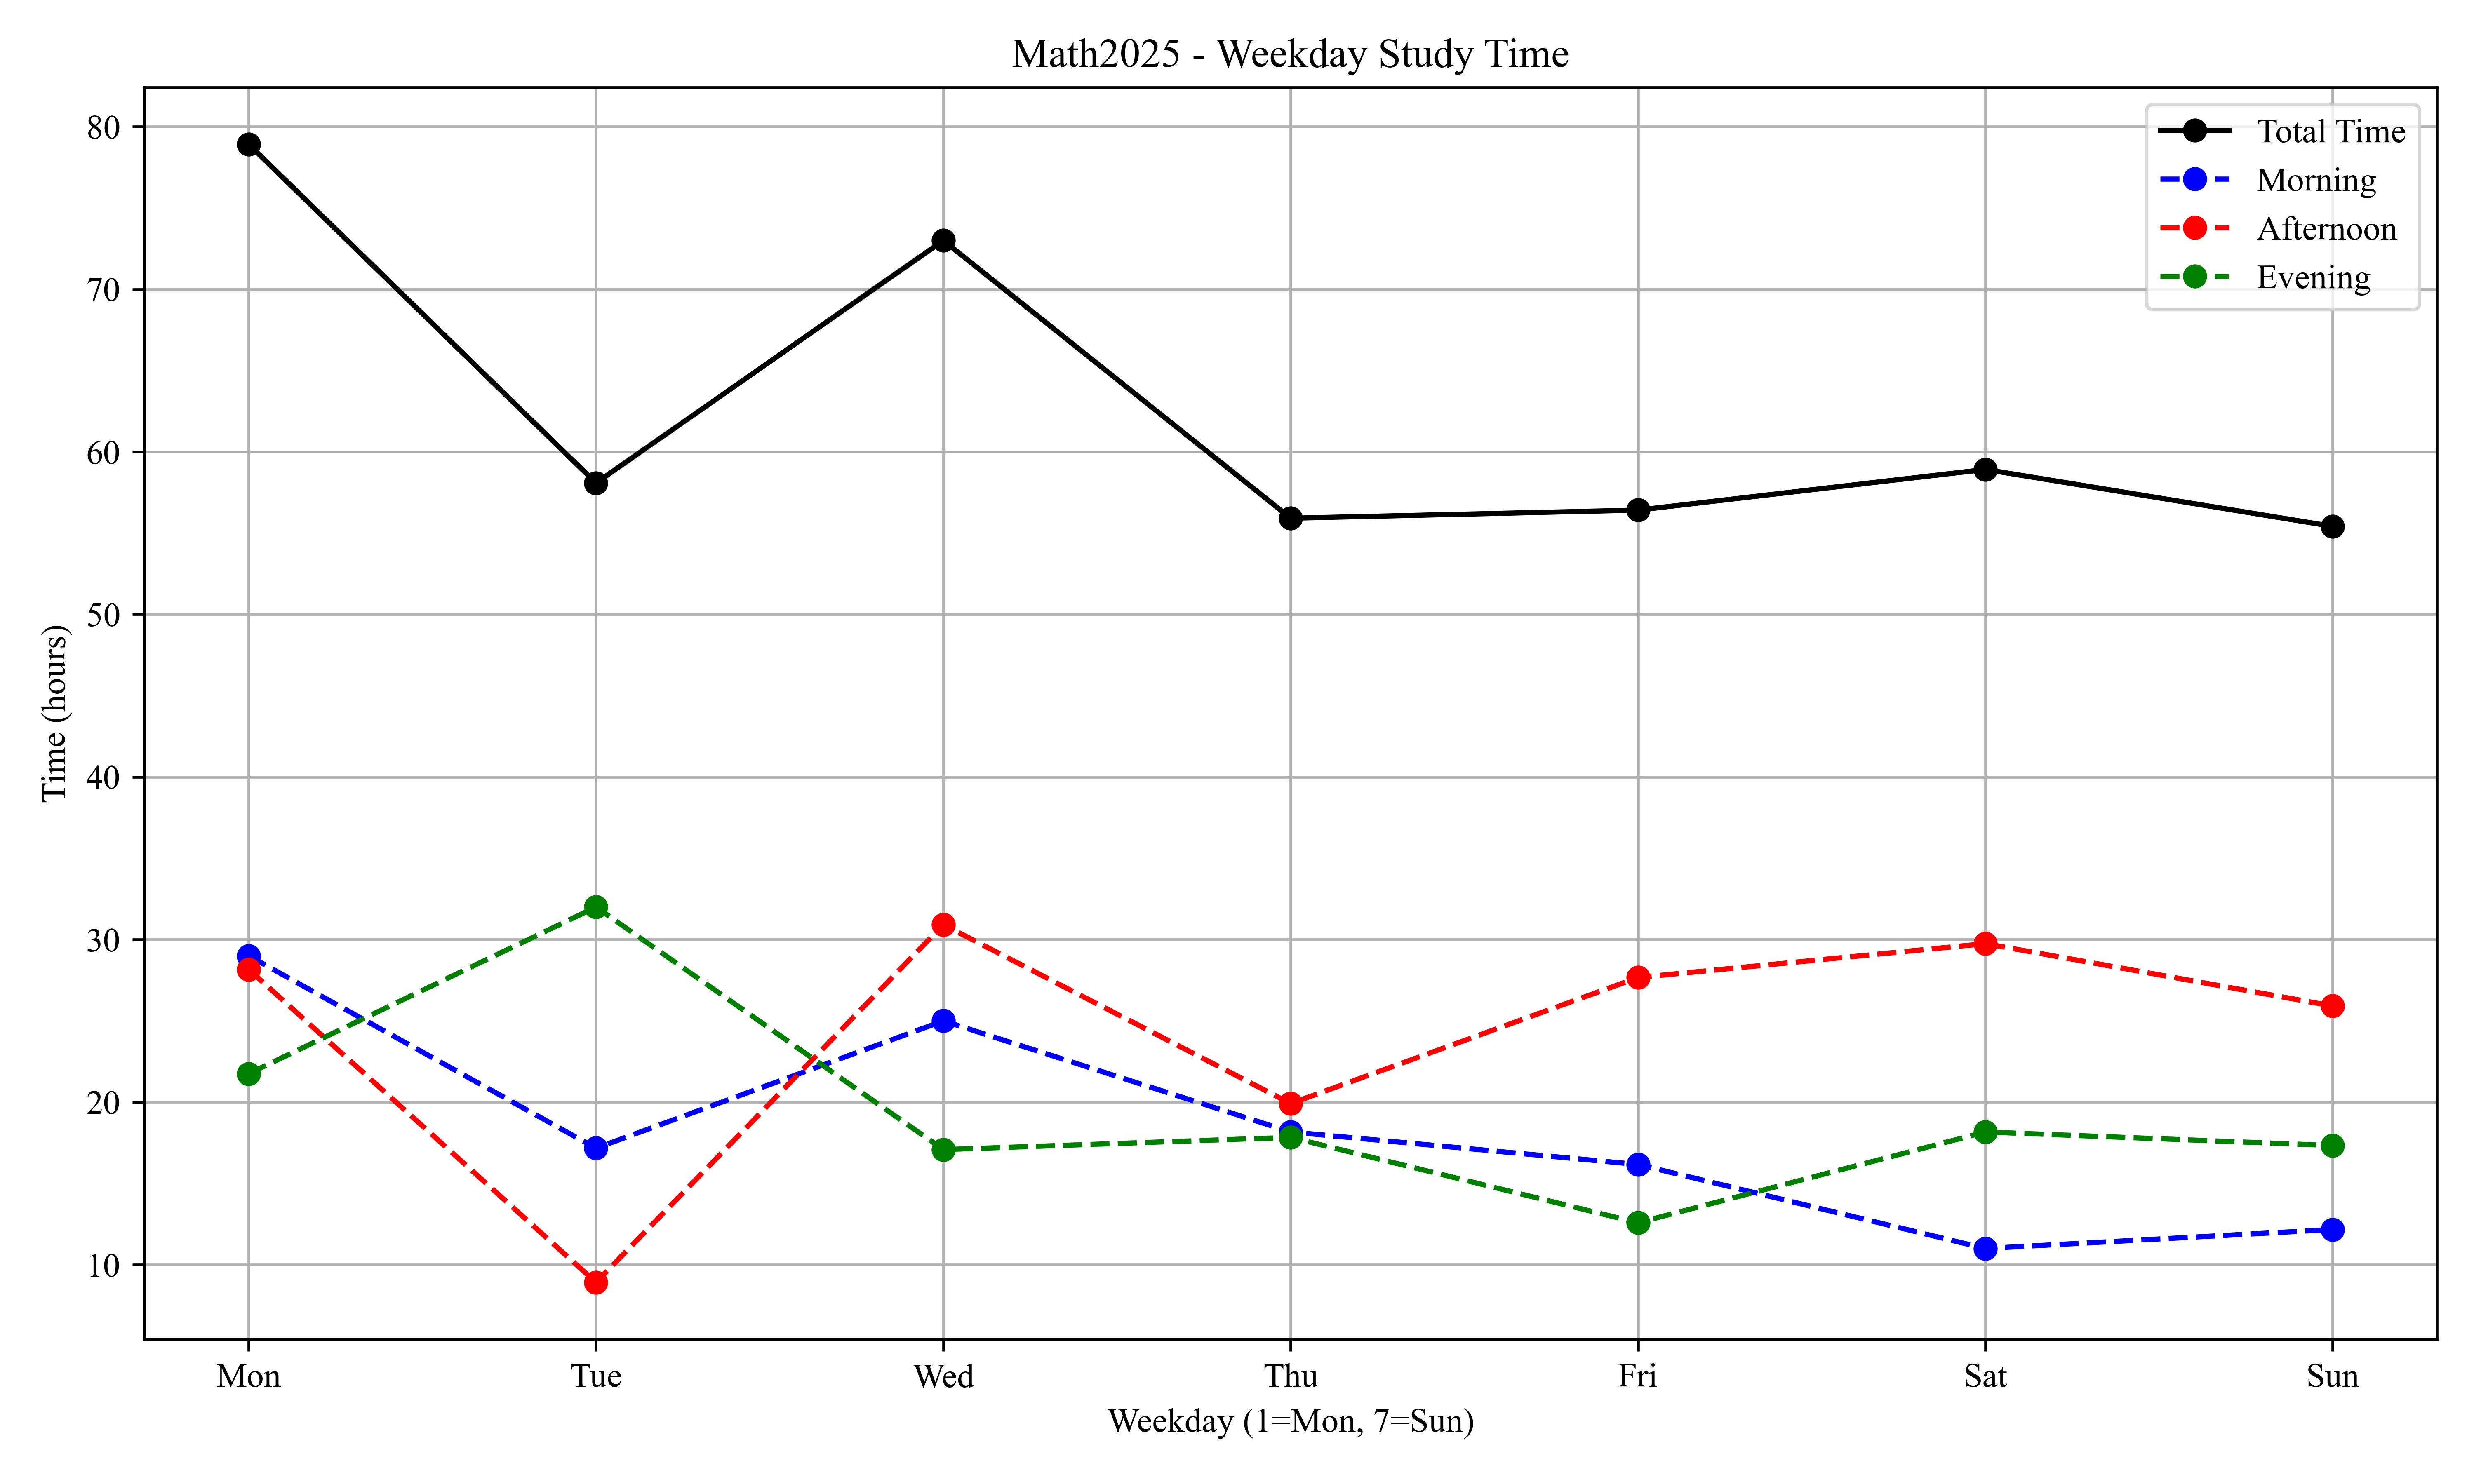 Math2025 - Weekday Study Time
Total Time
Morning
Afternoon
Evening
80
70
60
50
40
30
20
10
Time (hours)
Mon Tue Wed Thu Fri Sat Sun
Weekday (1=Mon, 7=Sun)